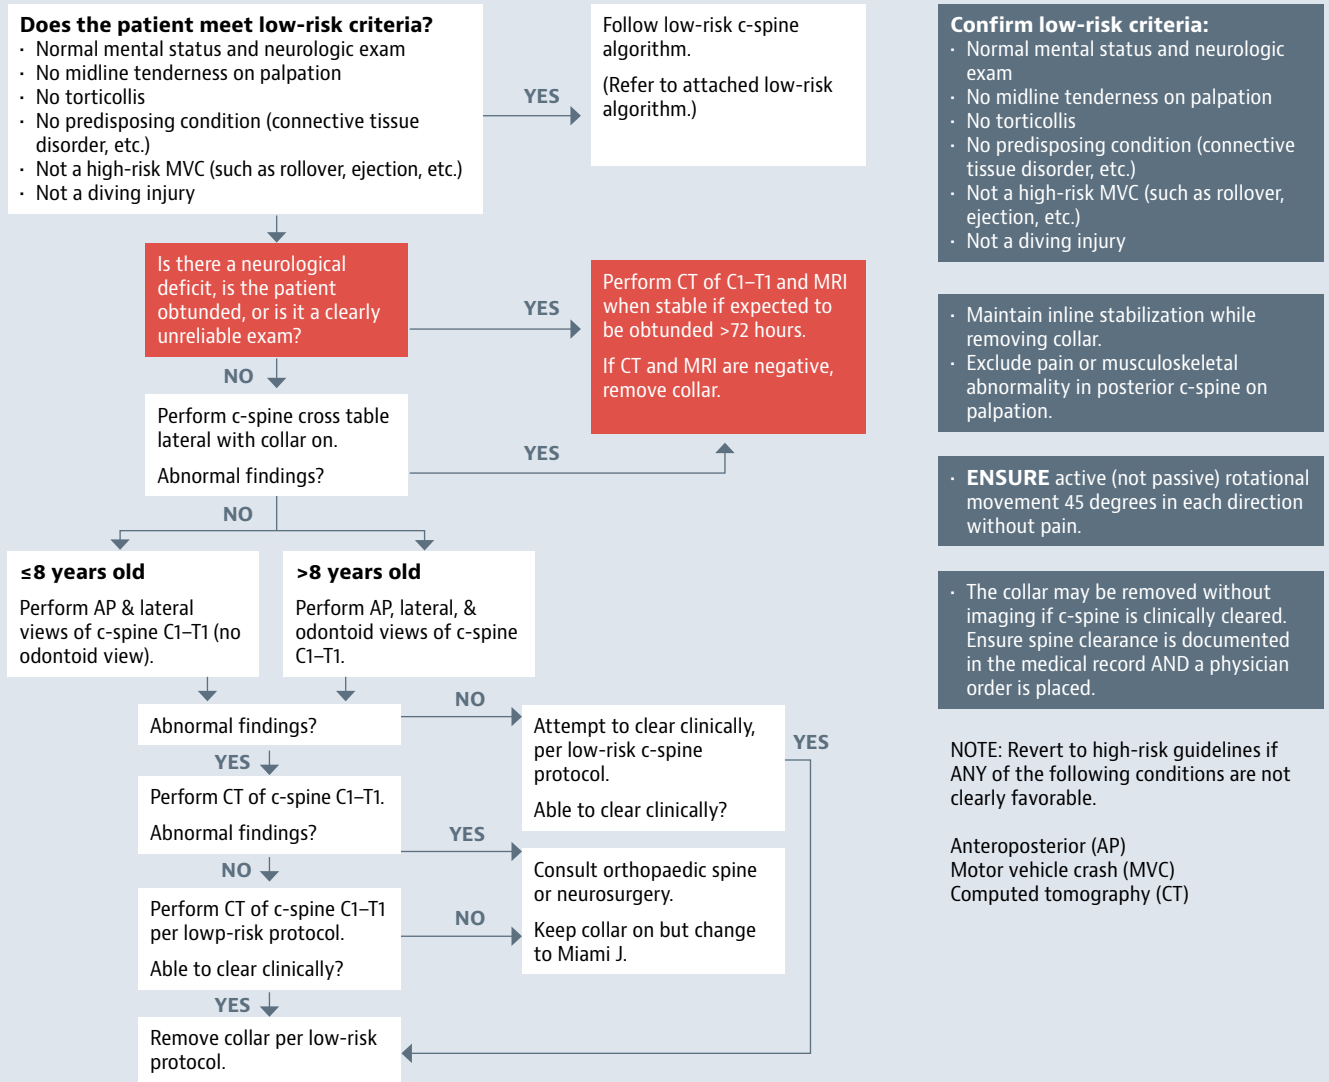 Does the patient meet low-risk criteria?
· Normal mental status and neurologic exam
· No midline tenderness on palpation
· No torticollis
· No predisposing condition (connective tissue
disorder, etc.)
· Not a high-risk MVC (such as rollover, ejection, etc.)
· Not a diving injury
YES
Follow low-risk c-spine
algorithm.
(Refer to attached low-risk
algorithm.)
Is there a neurological
deficit, is the patient
obtunded, or is it a clearly
unreliable exam?
YES
Perform CT of C1–T1 and MRI
when stable if expected to
be obtunded >72 hours.
If CT and MRI are negative,
remove collar.
NO
Perform c-spine cross table
lateral with collar on.
Abnormal findings?
YES
NO
≤8 years old
Perform AP & lateral
views of c-spine C1–T1 (no
odontoid view).
>8 years old
Perform AP, lateral, &
odontoid views of c-spine
C1–T1.
Abnormal findings?
NO
Attempt to clear clinically,
per low-risk c-spine
protocol.
Able to clear clinically?
YES
YES
Perform CT of c-spine C1–T1.
Abnormal findings?
YES
Consult orthopaedic spine
or neurosurgery.
Keep collar on but change
to Miami J.
NO
Perform CT of c-spine C1–T1
per lowp-risk protocol.
Able to clear clinically?
NO
YES
Remove collar per low-risk
protocol.
Confirm low-risk criteria:
· Normal mental status and neurologic
exam
· No midline tenderness on palpation
· No torticollis
· No predisposing condition (connective
tissue disorder, etc.)
· Not a high-risk MVC (such as rollover,
ejection, etc.)
· Not a diving injury
· Maintain inline stabilization while
removing collar.
· Exclude pain or musculoskeletal
abnormality in posterior c-spine on
palpation.
· ENSURE active (not passive) rotational
movement 45 degrees in each direction
without pain.
· The collar may be removed without
imaging if c-spine is clinically cleared.
Ensure spine clearance is documented
in the medical record AND a physician
order is placed.
NOTE: Revert to high-risk guidelines if
ANY of the following conditions are not
clearly favorable.
Anteroposterior (AP)
Motor vehicle crash (MVC)
Computed tomography (CT)